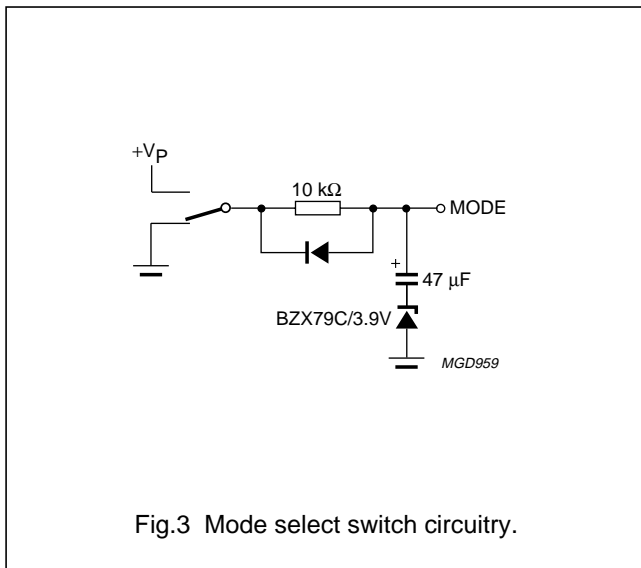 +VP
10 kΩ
MODE
+
47 μF
BZX79C/3.9V
MGD959
Fig.3 Mode select switch circuitry.